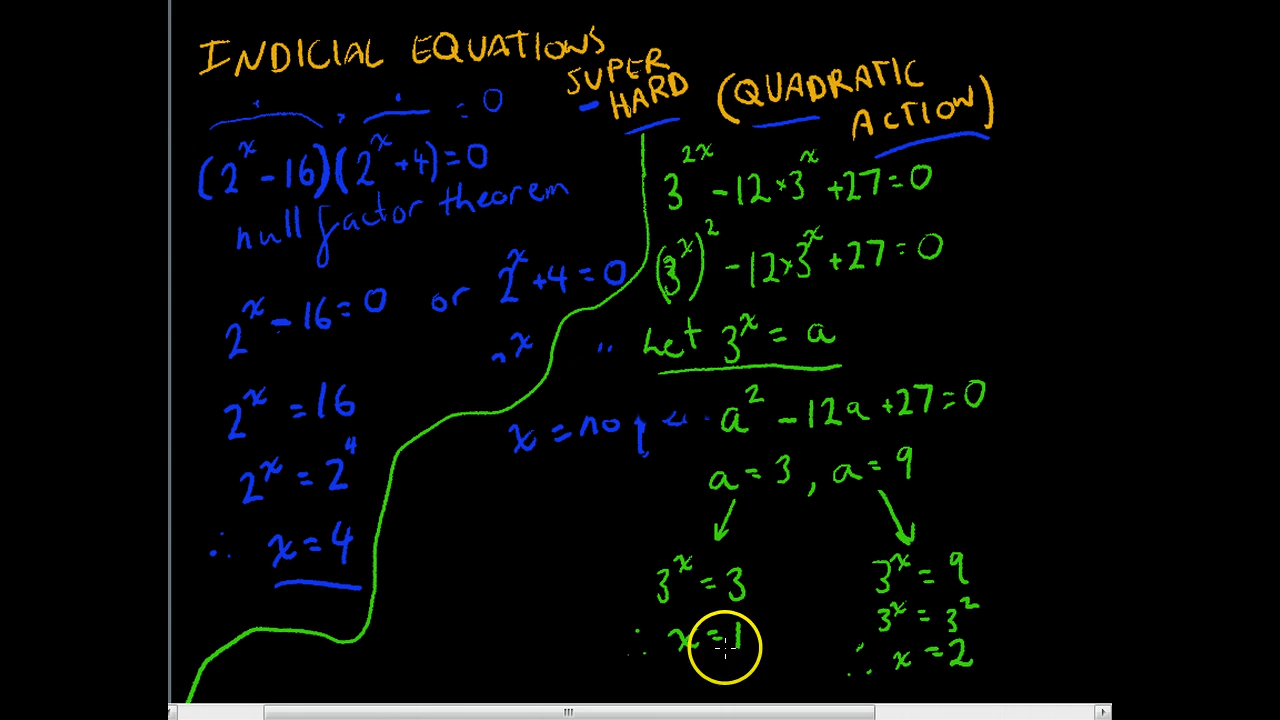 INDICIAL EQUATIONS
SUPER HARD
(QUADRATIC ACTION)
. × . = 0
(2^x - 16)(2^x + 4) = 0
null factor theorem
2^x - 16 = 0 or 2^x + 4 = 0
2^x = 16
2^x = 2^4
∴ x = 4
x = no
3^{2x} - 12 × 3^x + 27 = 0
(3^x)^2 - 12 × 3^x + 27 = 0
Let 3^x = a
a^2 - 12a + 27 = 0
a = 3, a = 9
3^x = 3
∴ x = 1
3^x = 9
3^x = 3^2
∴ x = 2